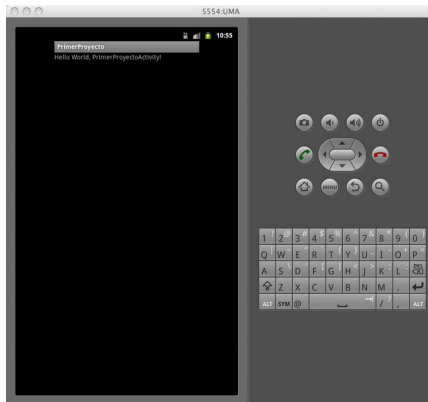 5554:UMA
10:55
PrimerProyecto
Hello World, PrimerProyectoActivity!
MENU
1 2 @ 3 # 4 $ 5 % 6 ^ 7 & 8 * 9 ( 0 )
Q W E R T Y U I O P
A S D F G H J K L DEL
Z X C V B N M .
ALT SYM @ / ? , ALT